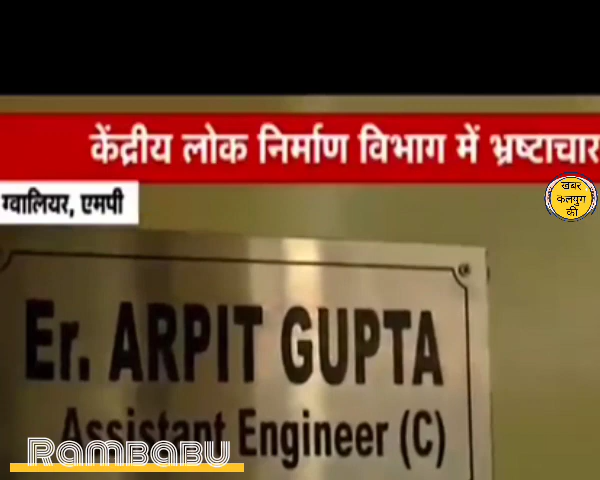 केंद्रीय लोक निर्माण विभाग में भ्रष्टाचार
ग्वालियर, एमपी
खबर
कलयुग
की
Er. ARPIT GUPTA
Assistant Engineer (C)
Rambabu